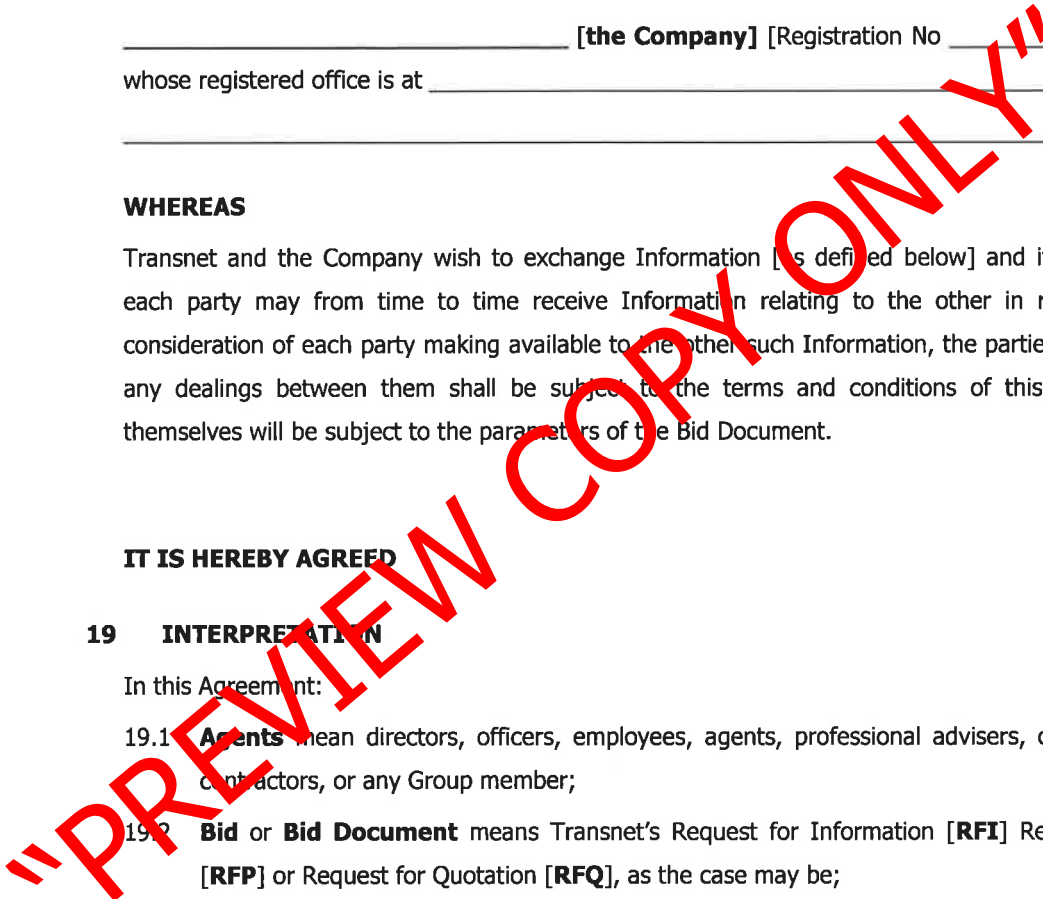 [the Company] [Registration No
whose registered office is at
WHEREAS
Transnet and the Company wish to exchange Information [as defined below] and
each party may from time to time receive Information relating to the other in
consideration of each party making available to the other such Information, the
any dealings between them shall be subject to the terms and conditions of this
themselves will be subject to the parameters of the Bid Document.
IT IS HEREBY AGREED
19 INTERPRETATION
In this Agreement:
19.1 Agents mean directors, officers, employees, agents, professional advisers,
contractors, or any Group member;
19.2 Bid or Bid Document means Transnet's Request for Information [RFI]
[RFP] or Request for Quotation [RFQ], as the case may be;
"PREVIEW COPY ONLY"